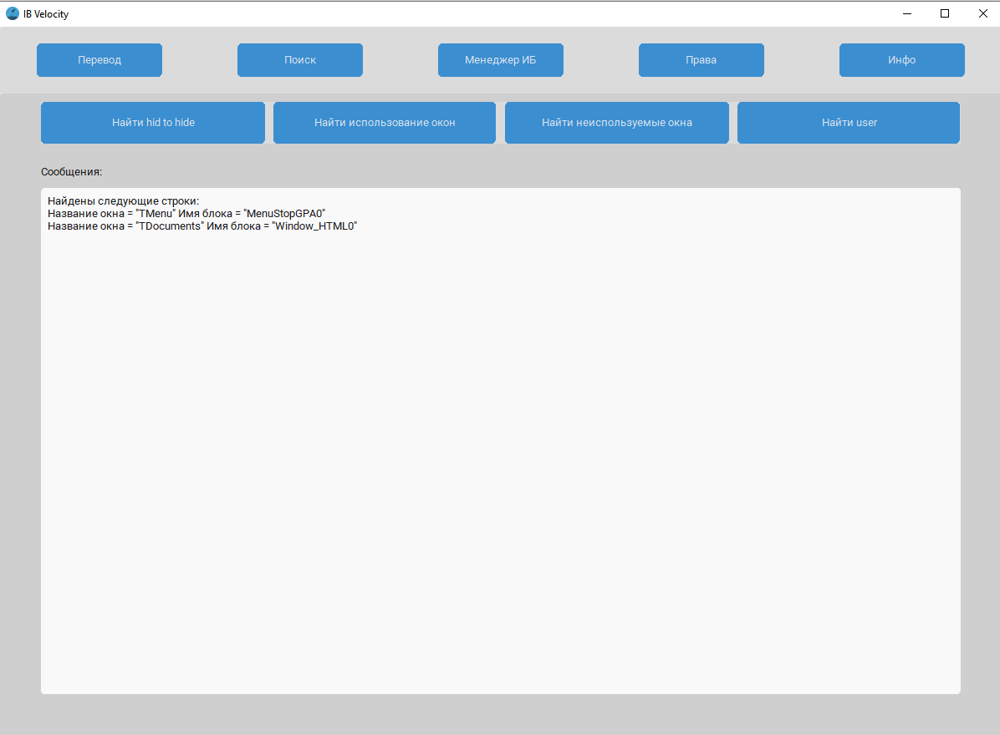 IB Velocity
Перевод
Поиск
Менеджер ИБ
Права
Инфо
Найти hid to hide
Найти использование окон
Найти неиспользуемые окна
Найти user
Сообщения:
Найдены следующие строки:
Название окна = "TMenu" Имя блока = "MenuStopGPA0"
Название окна = "TDocuments" Имя блока = "Window_HTML0"